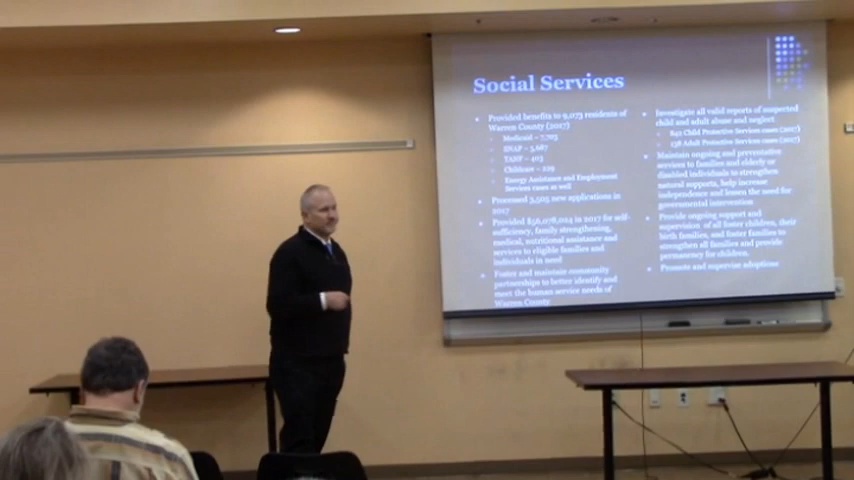 Social Services
Provided benefits to 9,073 residents of
Warren County (2017)
Medicaid – 7,703
SNAP – 3,687
TANF – 403
Childcare – 229
Energy Assistance and Employment
Services cases as well
Processed 3,505 new applications in
2017
Provided $56,078,024 in 2017 for self-
sufficiency, family strengthening,
medical, nutritional assistance and
services to eligible families and
individuals in need
Foster and maintain community
partnerships to better identify and
meet the human service needs of
Warren County
Investigate all valid reports of suspected
child and adult abuse and neglect
Child Protective Services cases (2017)
138 Adult Protective Services cases (2017)
Maintain ongoing and preventative
services to families and elderly or
disabled individuals to strengthen
natural supports, help increase
independence and lessen the need for
governmental intervention
Provide ongoing support and
supervision of all foster children, their
birth families, and foster families to
strengthen all families and provide
permanency for children.
Promote and supervise adoptions